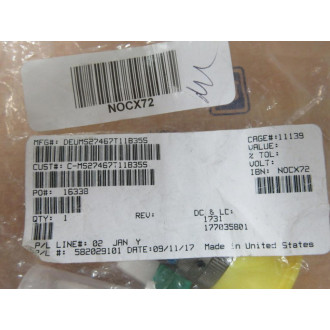 NOCX72
MFG#: DEUMS27467T11B35S
CAGE#:11139
VALUE:
% TOL:
VOLT:
IBN: NOCX72
CUST#: C-MS27467T11B35S
PO#: 16338
QTY: 1
REV:
DC & LC:
1731
177035801
P/L LINE#: 02 JAN Y
#: 582029101 DATE:09/11/17 Made in United States